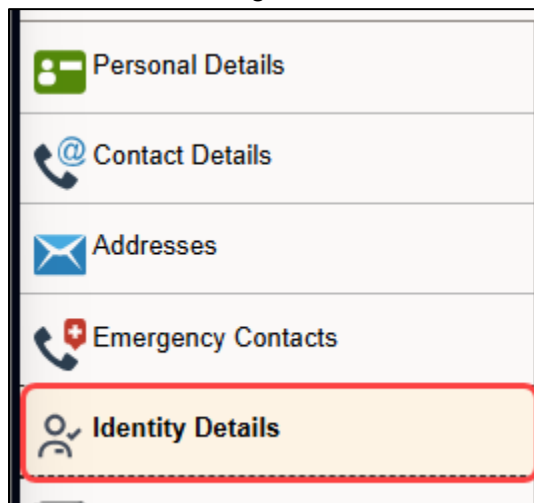 Personal Details
Contact Details
Addresses
Emergency Contacts
Identity Details